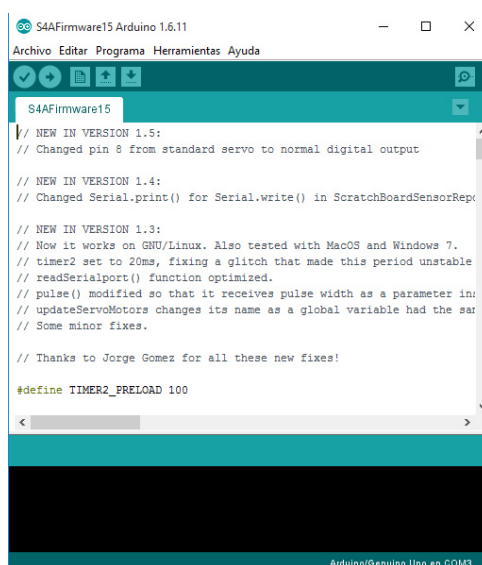 S4AFirmware15 Arduino 1.6.11
Archivo Editar Programa Herramientas Ayuda
S4AFirmware15
// NEW IN VERSION 1.5:
// Changed pin 8 from standard servo to normal digital output
// NEW IN VERSION 1.4:
// Changed Serial.print() for Serial.write() in ScratchBoardSensorRepo
// NEW IN VERSION 1.3:
// Now it works on GNU/Linux. Also tested with MacOS and Windows 7.
// timer2 set to 20ms, fixing a glitch that made this period unstable
// readSerialport() function optimized.
// pulse() modified so that it receives pulse width as a parameter ins
// updateServoMotors changes its name as a global variable had the sam
// Some minor fixes.
// Thanks to Jorge Gomez for all these new fixes!
#define TIMER2_PRELOAD 100
Arduino/Genuino Uno en COM3